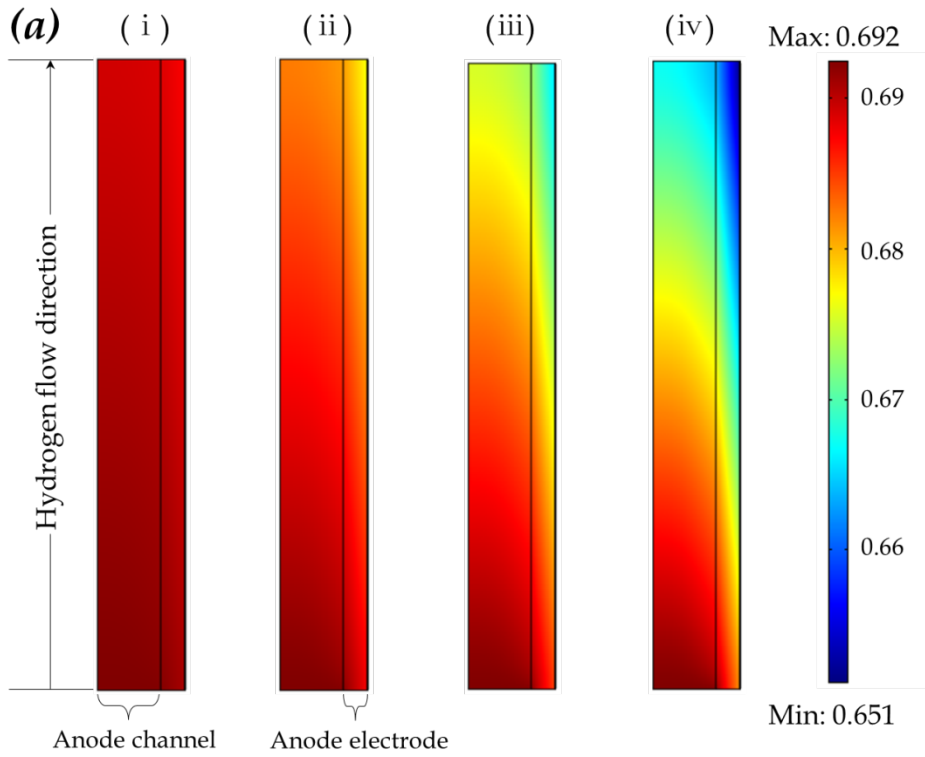 (a)
(i)
(ii)
(iii)
(iv)
Max: 0.692
0.69
0.68
0.67
0.66
Min: 0.651
Hydrogen flow direction
Anode channel
Anode electrode